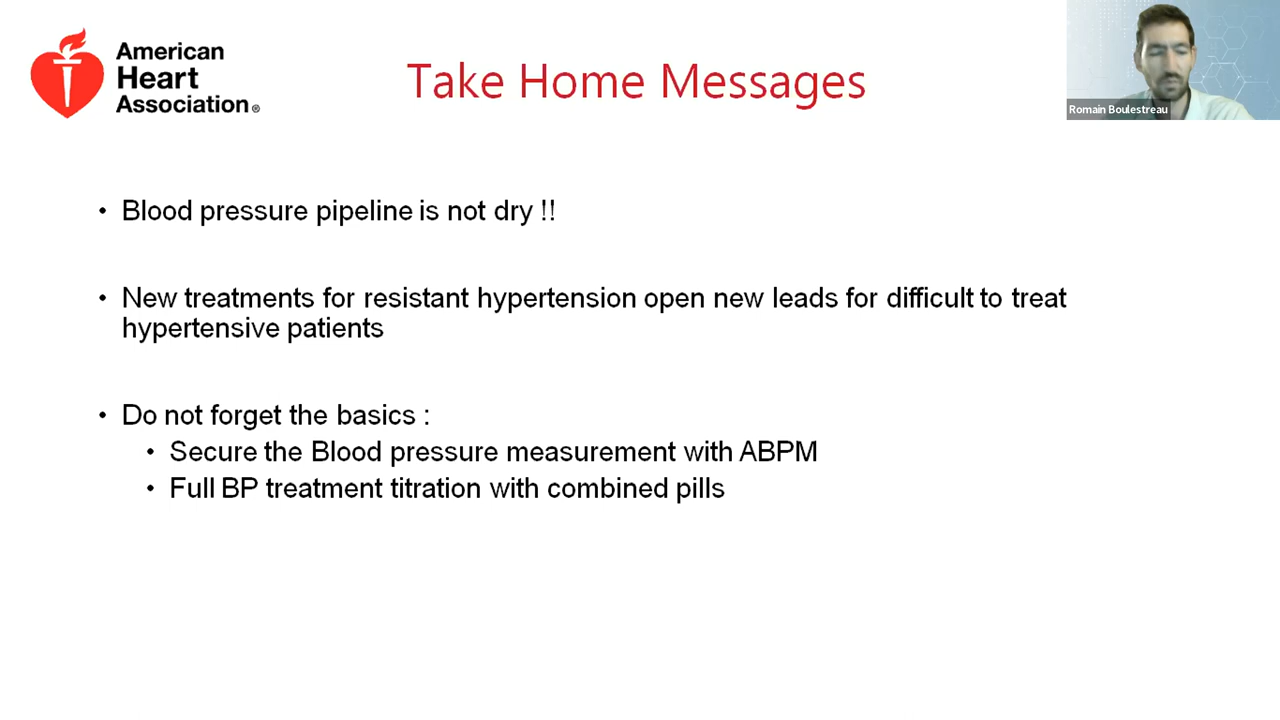 American
Heart
Association®
Take Home Messages
Romain Boulestreau
• Blood pressure pipeline is not dry !!
• New treatments for resistant hypertension open new leads for difficult to treat
hypertensive patients
• Do not forget the basics :
• Secure the Blood pressure measurement with ABPM
• Full BP treatment titration with combined pills